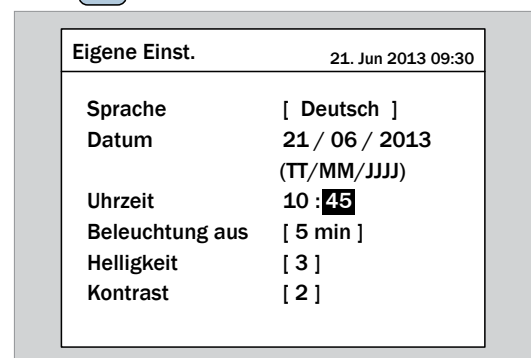 Eigene Einst. 21. Jun 2013 09:30
Sprache [ Deutsch ]
Datum 21 / 06 / 2013
(TT/MM/JJJJ)
Uhrzeit 10 : 45
Beleuchtung aus [ 5 min ]
Helligkeit [ 3 ]
Kontrast [ 2 ]